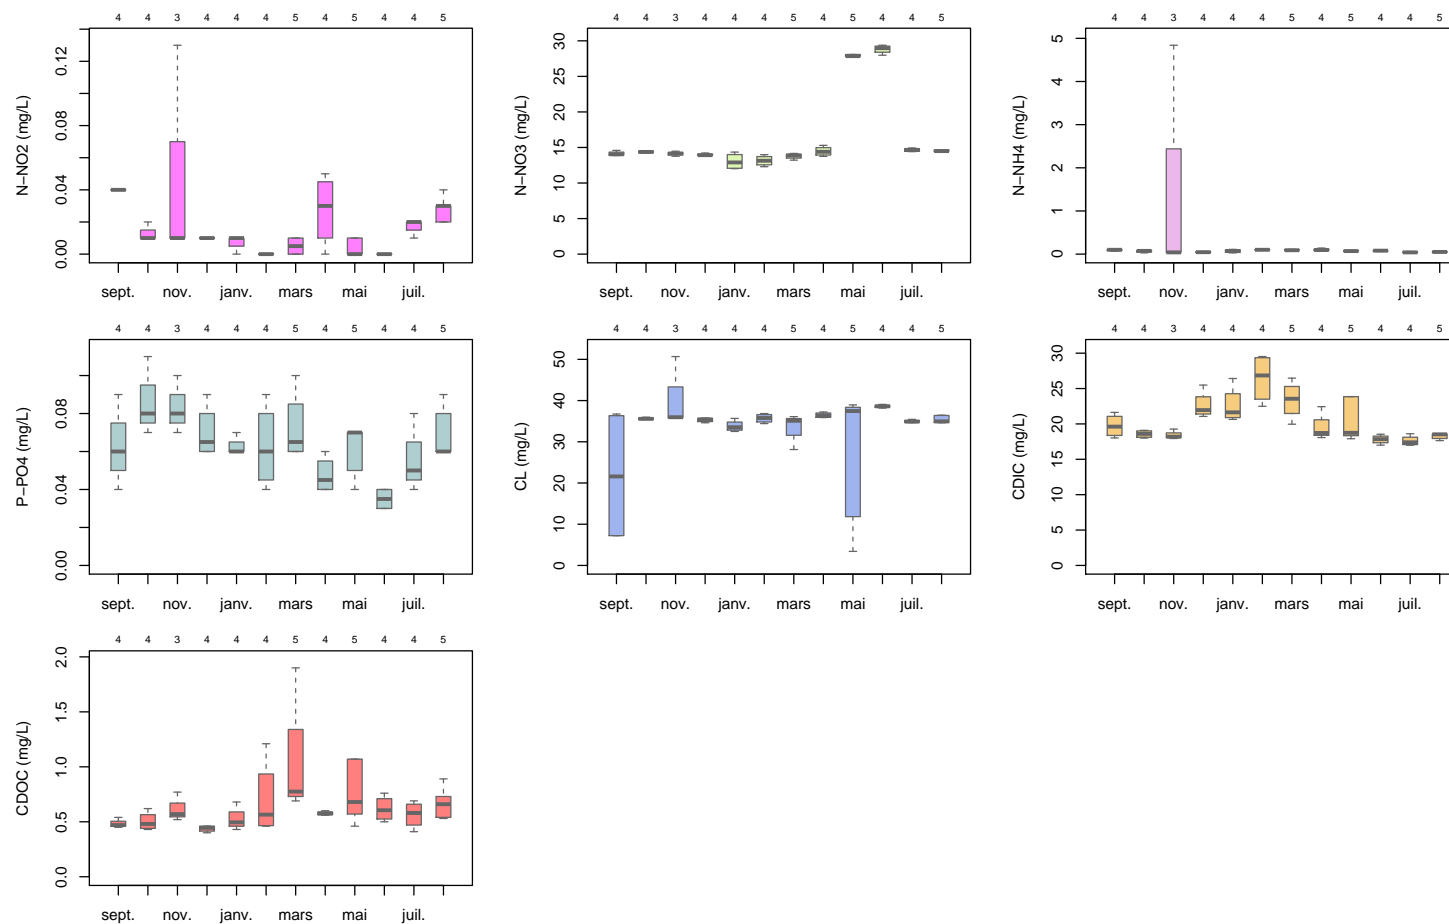 4 4 3 4 4 4 5 4 5 4 4 5
N−NO2 (mg/L)
0.00 0.04 0.08 0.12
sept. nov. janv. mars mai juil.
4 4 3 4 4 4 5 4 5 4 4 5
N−NO3 (mg/L)
0 5 10 15 20 25 30
sept. nov. janv. mars mai juil.
4 4 3 4 4 4 5 4 5 4 4 5
N−NH4 (mg/L)
0 1 2 3 4 5
sept. nov. janv. mars mai juil.
4 4 3 4 4 4 5 4 5 4 4 5
P−PO4 (mg/L)
0.00 0.04 0.08
sept. nov. janv. mars mai juil.
4 4 3 4 4 4 5 4 5 4 4 5
CL (mg/L)
0 10 20 30 40 50
sept. nov. janv. mars mai juil.
4 4 3 4 4 4 5 4 5 4 4 5
CDIC (mg/L)
0 5 10 15 20 25 30
sept. nov. janv. mars mai juil.
4 4 3 4 4 4 5 4 5 4 4 5
CDOC (mg/L)
0.0 0.5 1.0 1.5 2.0
sept. nov. janv. mars mai juil.